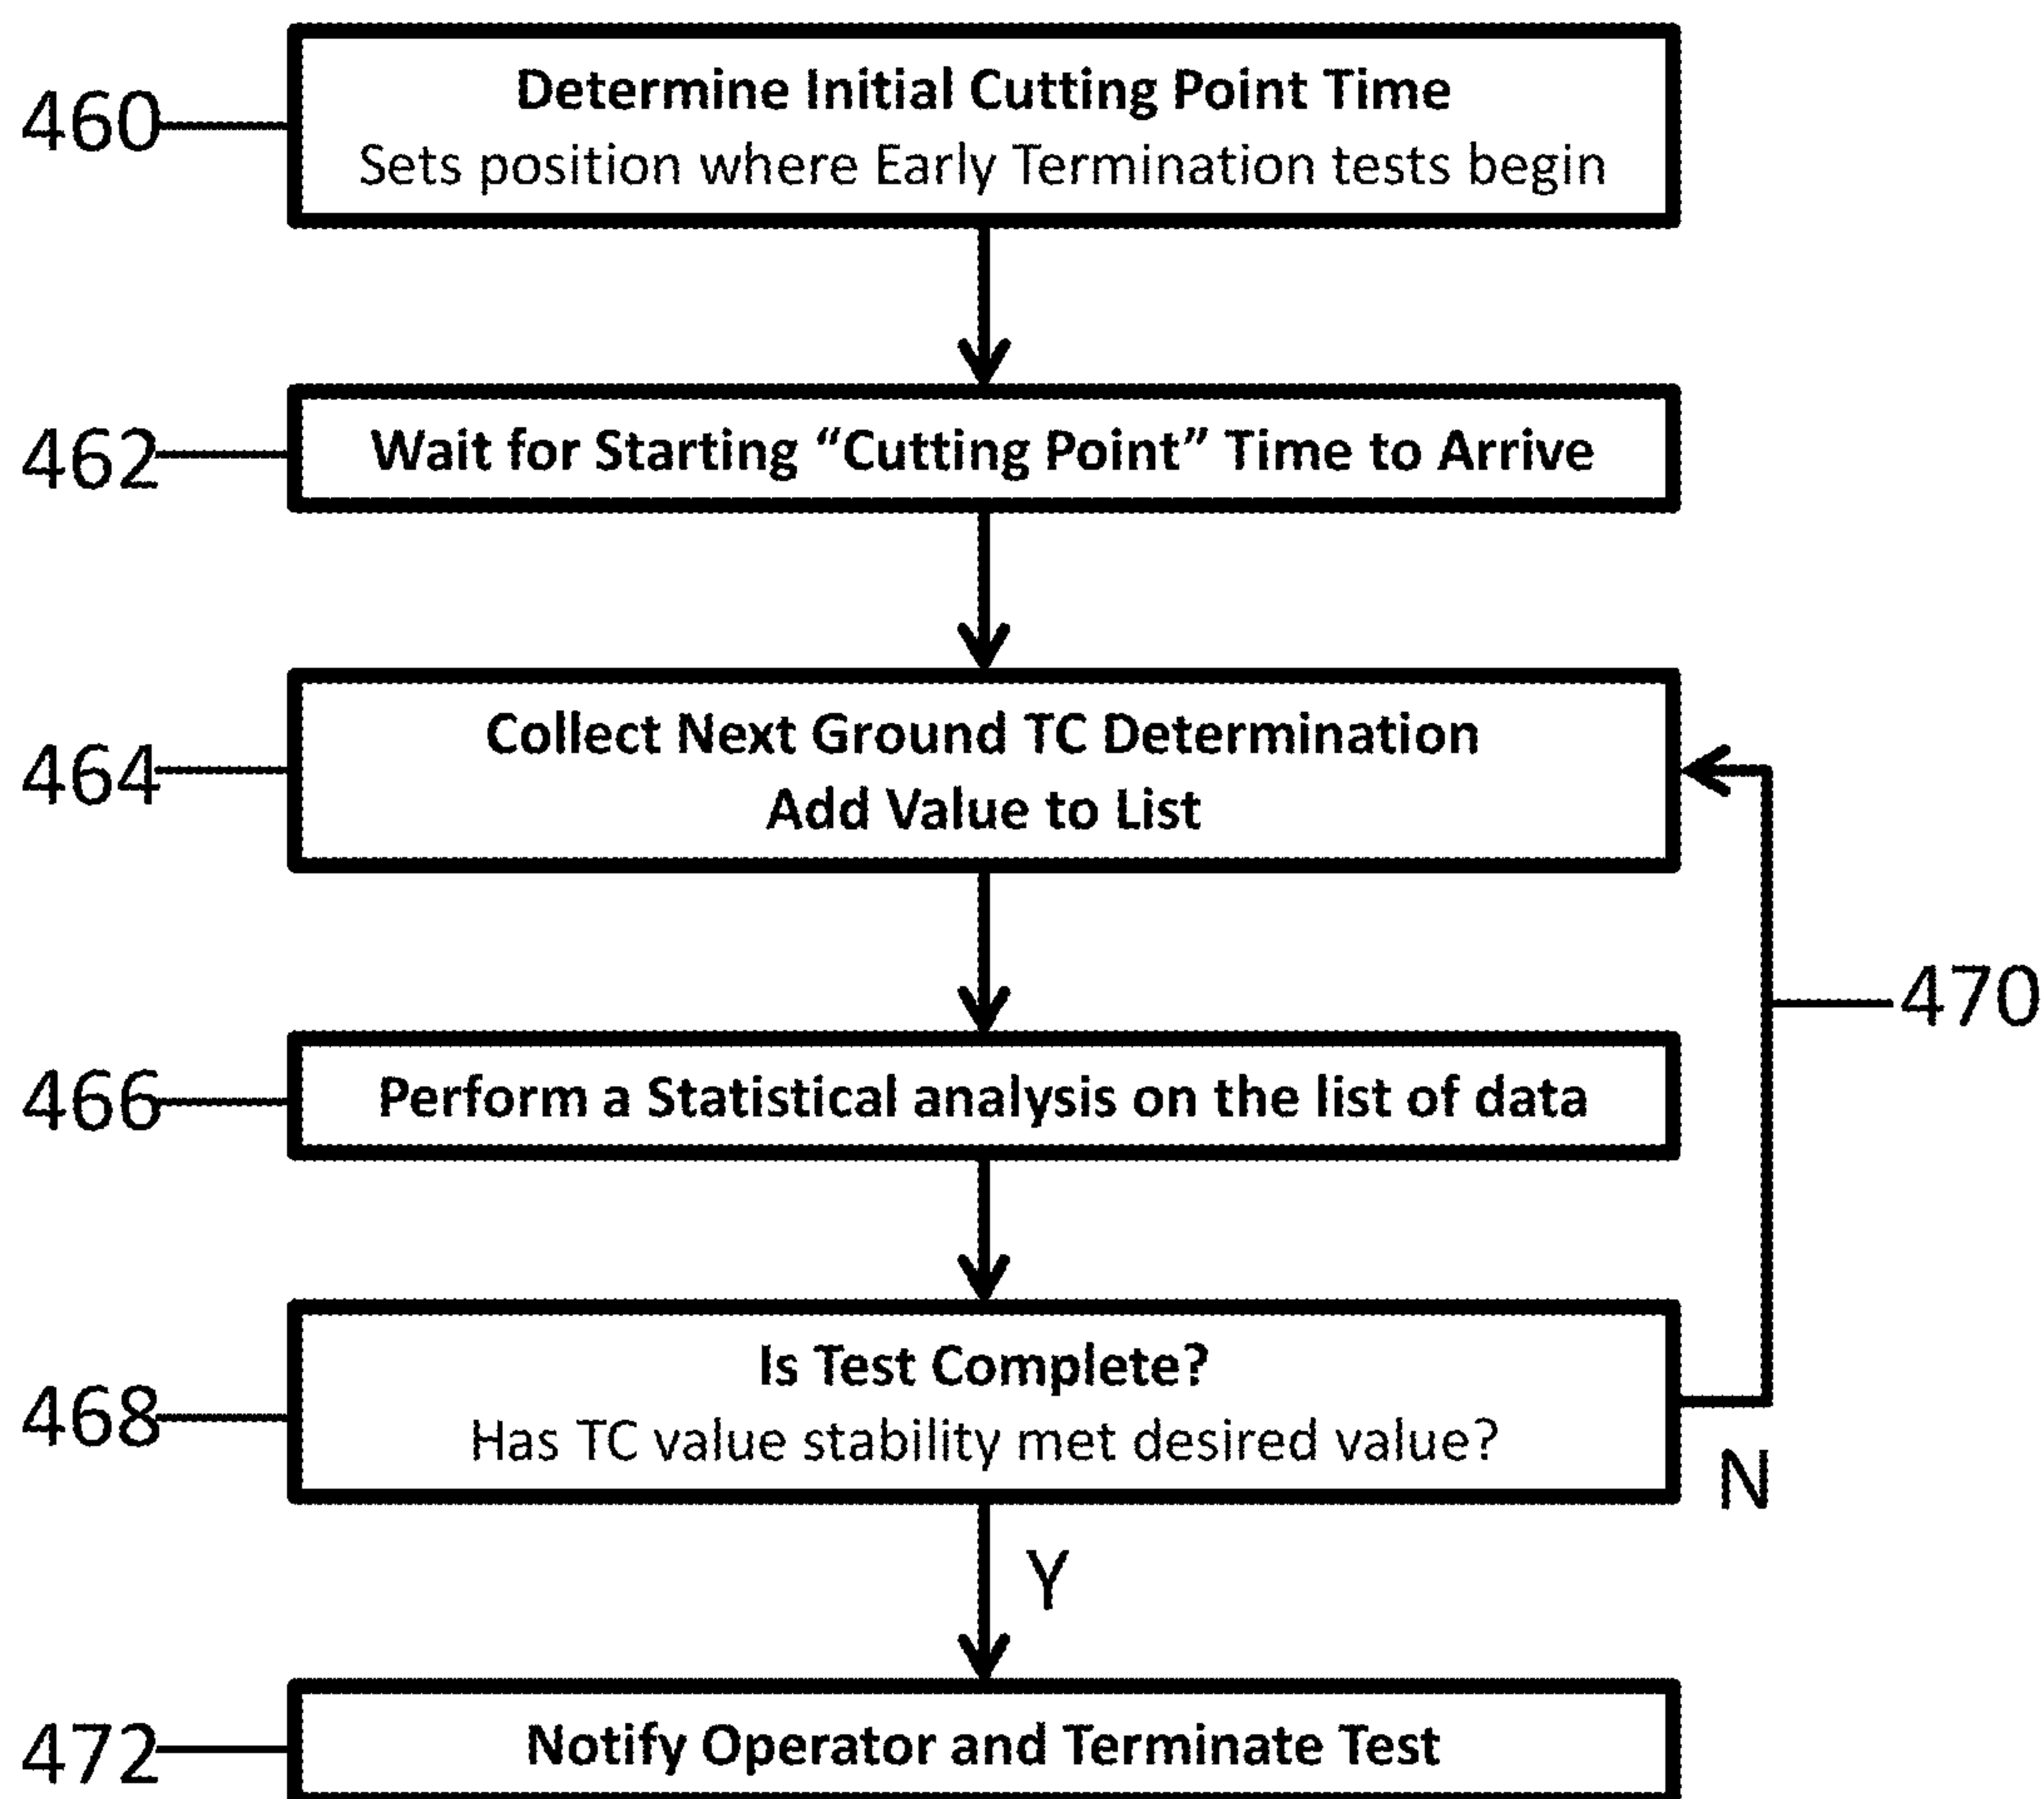 460
Determine Initial Cutting Point Time
Sets position where Early Termination tests begin
462
Wait for Starting “Cutting Point” Time to Arrive
464
Collect Next Ground TC Determination
Add Value to List
470
466
Perform a Statistical analysis on the list of data
468
Is Test Complete?
Has TC value stability met desired value?
N
Y
472
Notify Operator and Terminate Test